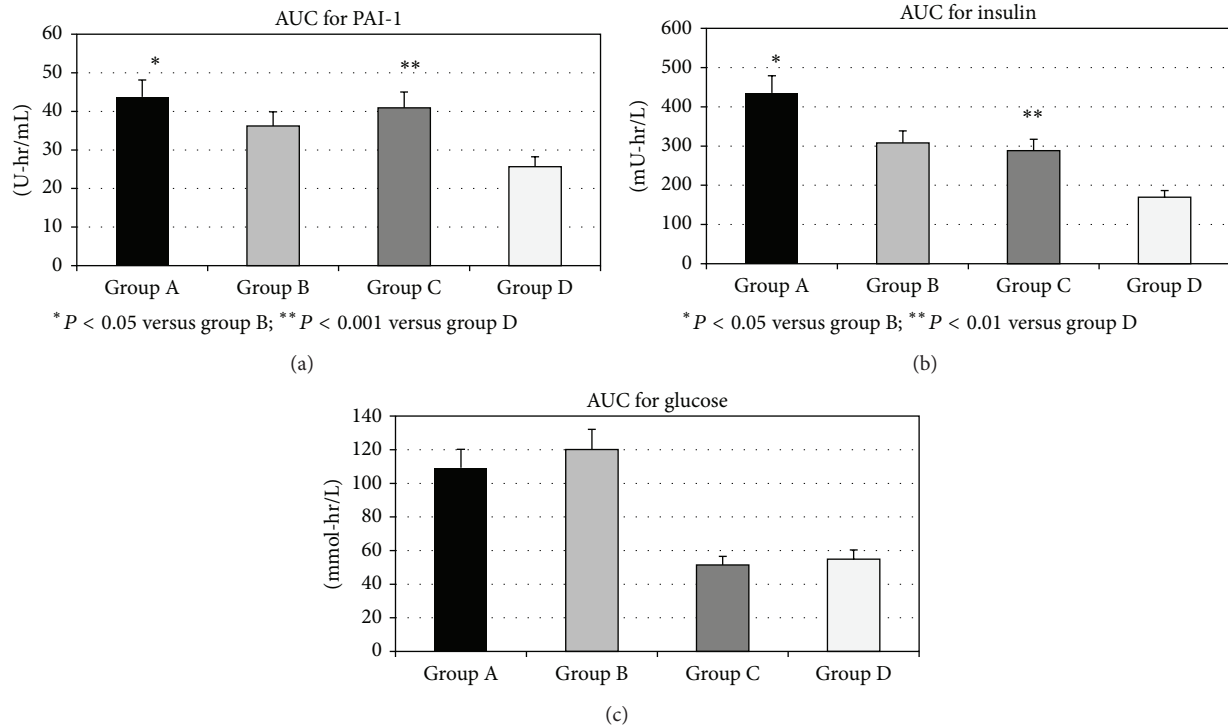 AUC for PAI-1
(U-hr/mL)
60
50
40
30
20
10
0
*
**
Group A Group B Group C Group D
* P < 0.05 versus group B; ** P < 0.001 versus group D
(a)
AUC for insulin
(mU-hr/L)
600
500
400
300
200
100
0
*
**
Group A Group B Group C Group D
* P < 0.05 versus group B; ** P < 0.01 versus group D
(b)
AUC for glucose
(mmol-hr/L)
140
120
100
80
60
40
20
0
Group A Group B Group C Group D
(c)